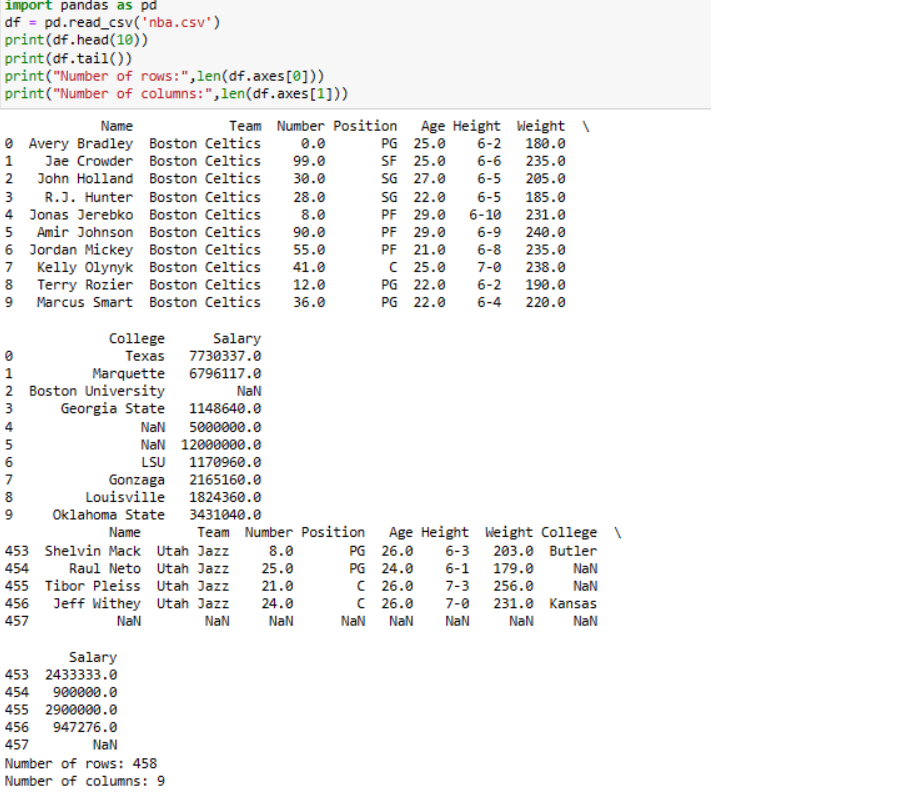 import pandas as pd
df = pd.read_csv('nba.csv')
print(df.head(10))
print(df.tail())
print("Number of rows:",len(df.axes[0]))
print("Number of columns:",len(df.axes[1]))
Name Team Number Position Age Height Weight \
0 Avery Bradley Boston Celtics 0.0 PG 25.0 6-2 180.0
1 Jae Crowder Boston Celtics 99.0 SF 25.0 6-6 235.0
2 John Holland Boston Celtics 30.0 SG 27.0 6-5 205.0
3 R.J. Hunter Boston Celtics 28.0 SG 22.0 6-5 185.0
4 Jonas Jerebko Boston Celtics 8.0 PF 29.0 6-10 231.0
5 Amir Johnson Boston Celtics 90.0 PF 29.0 6-9 240.0
6 Jordan Mickey Boston Celtics 55.0 PF 21.0 6-8 235.0
7 Kelly Olynyk Boston Celtics 41.0 C 25.0 7-0 238.0
8 Terry Rozier Boston Celtics 12.0 PG 22.0 6-2 190.0
9 Marcus Smart Boston Celtics 36.0 PG 22.0 6-4 220.0
College Salary
0 Texas 7730337.0
1 Marquette 6796117.0
2 Boston University NaN
3 Georgia State 1148640.0
4 NaN 5000000.0
5 NaN 12000000.0
6 LSU 1170960.0
7 Gonzaga 2165160.0
8 Louisville 1824360.0
9 Oklahoma State 3431040.0
Name Team Number Position Age Height Weight College \
453 Shelvin Mack Utah Jazz 8.0 PG 26.0 6-3 203.0 Butler
454 Raul Neto Utah Jazz 25.0 PG 24.0 6-1 179.0 NaN
455 Tibor Pleiss Utah Jazz 21.0 C 26.0 7-3 256.0 NaN
456 Jeff Withey Utah Jazz 24.0 C 26.0 7-0 231.0 Kansas
457 NaN NaN NaN NaN NaN NaN NaN NaN
Salary
453 2433333.0
454 900000.0
455 2900000.0
456 947276.0
457 NaN
Number of rows: 458
Number of columns: 9